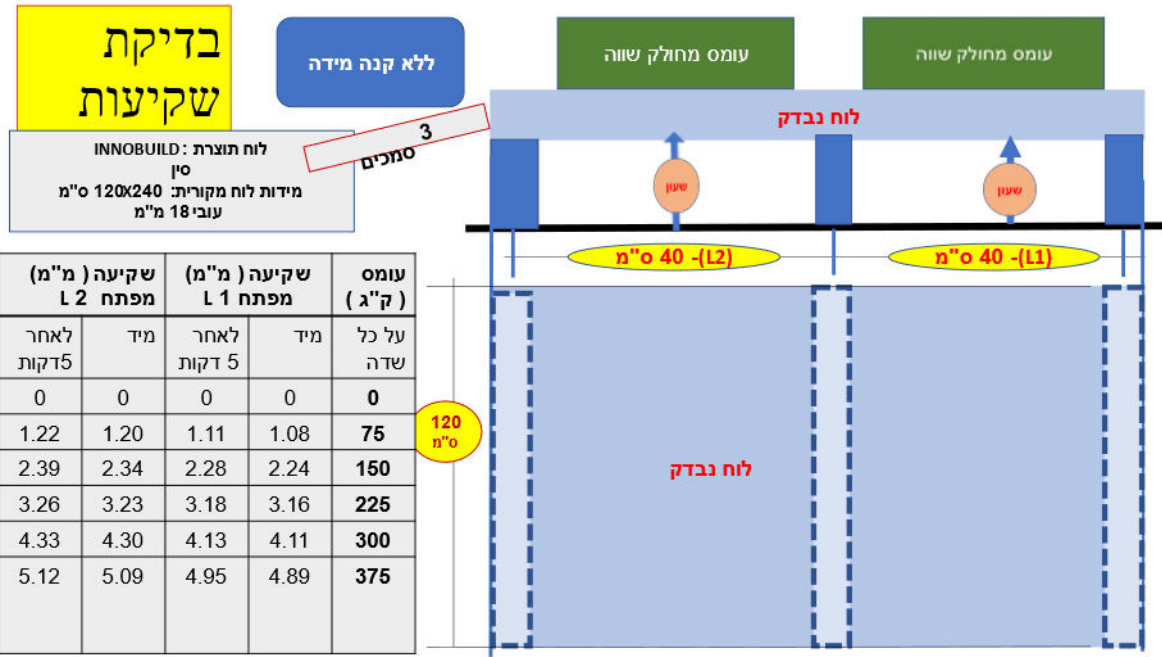 בדיקת
שקיעות
ללא קנה מידה
עומס מחולק שווה
עומס מחולק שווה
לוח נבדק
3
סמכים
לוח תוצרת : INNOBUILD
סין
מידות לוח מקורית: 120X240 ס"מ
עובי 18 מ"מ
שעון
שעון
(L1)- 40 ס"מ
(L2)- 40 ס"מ
עומס ( ק"ג ) שקיעה ( מ"מ) מפתח L 1 שקיעה ( מ"מ) מפתח L 2
על כל שדה מיד לאחר 5 דקות מיד לאחר 5דקות
0 0 0 0 0
75 1.08 1.11 1.20 1.22
150 2.24 2.28 2.34 2.39
225 3.16 3.18 3.23 3.26
300 4.11 4.13 4.30 4.33
375 4.89 4.95 5.09 5.12
120
ס"מ
לוח נבדק